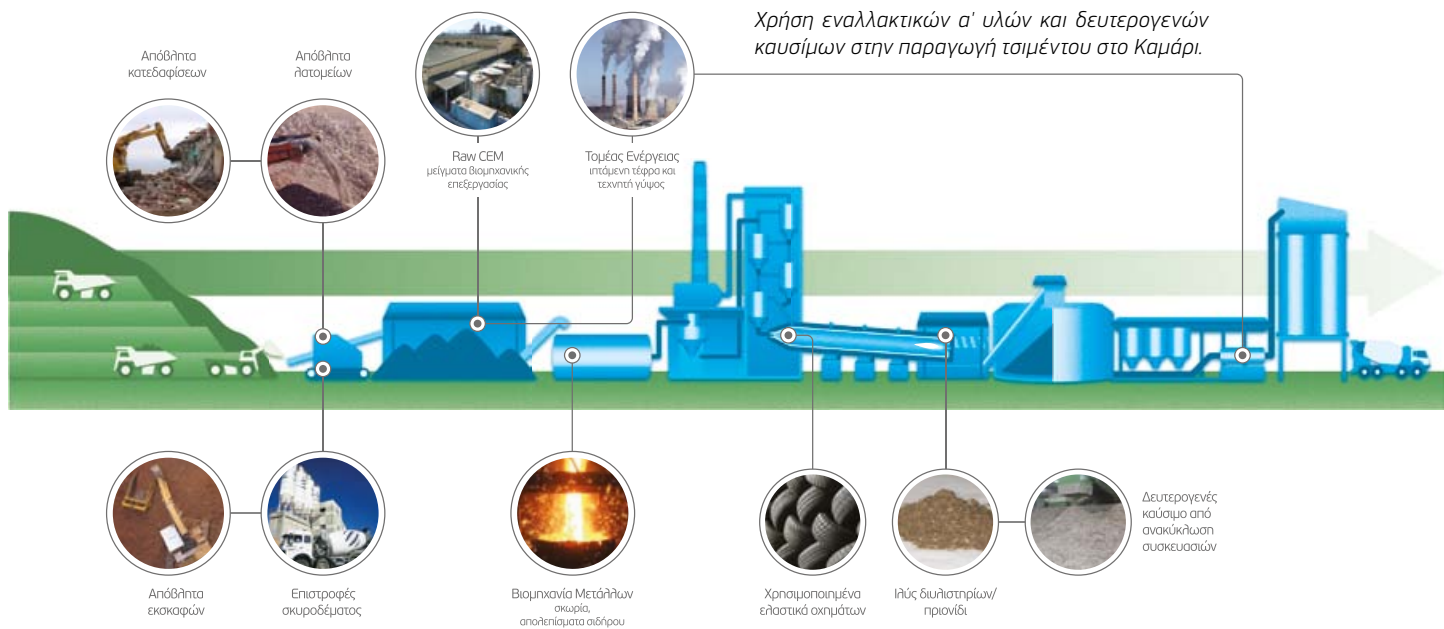 Χρήση εναλλακτικών α' υλών και δευτερογενών
καυσίμων στην παραγωγή τσιμέντου στο Καμάρι.
Απόβλητα
κατεδαφίσεων
Απόβλητα
λατομείων
Raw CEM
μείγματα βιομηχανικής
επεξεργασίας
Τομέας Ενέργειας
ιπτάμενη τέφρα και
τεχνητή γύψος
Απόβλητα
εκσκαφών
Επιστροφές
σκυροδέματος
Βιομηχανία Μετάλλων
σκωρία,
απολεπίσματα σιδήρου
Χρησιμοποιημένα
ελαστικά οχημάτων
Ιλύς διυλιστηρίων/
πριονίδι
Δευτερογενές
καύσιμο από
ανακύκλωση
συσκευασιών